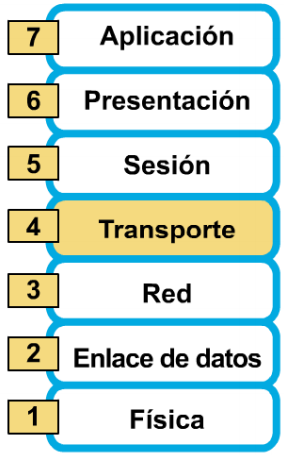 7 Aplicación
6 Presentación
5 Sesión
4 Transporte
3 Red
2 Enlace de datos
1 Física